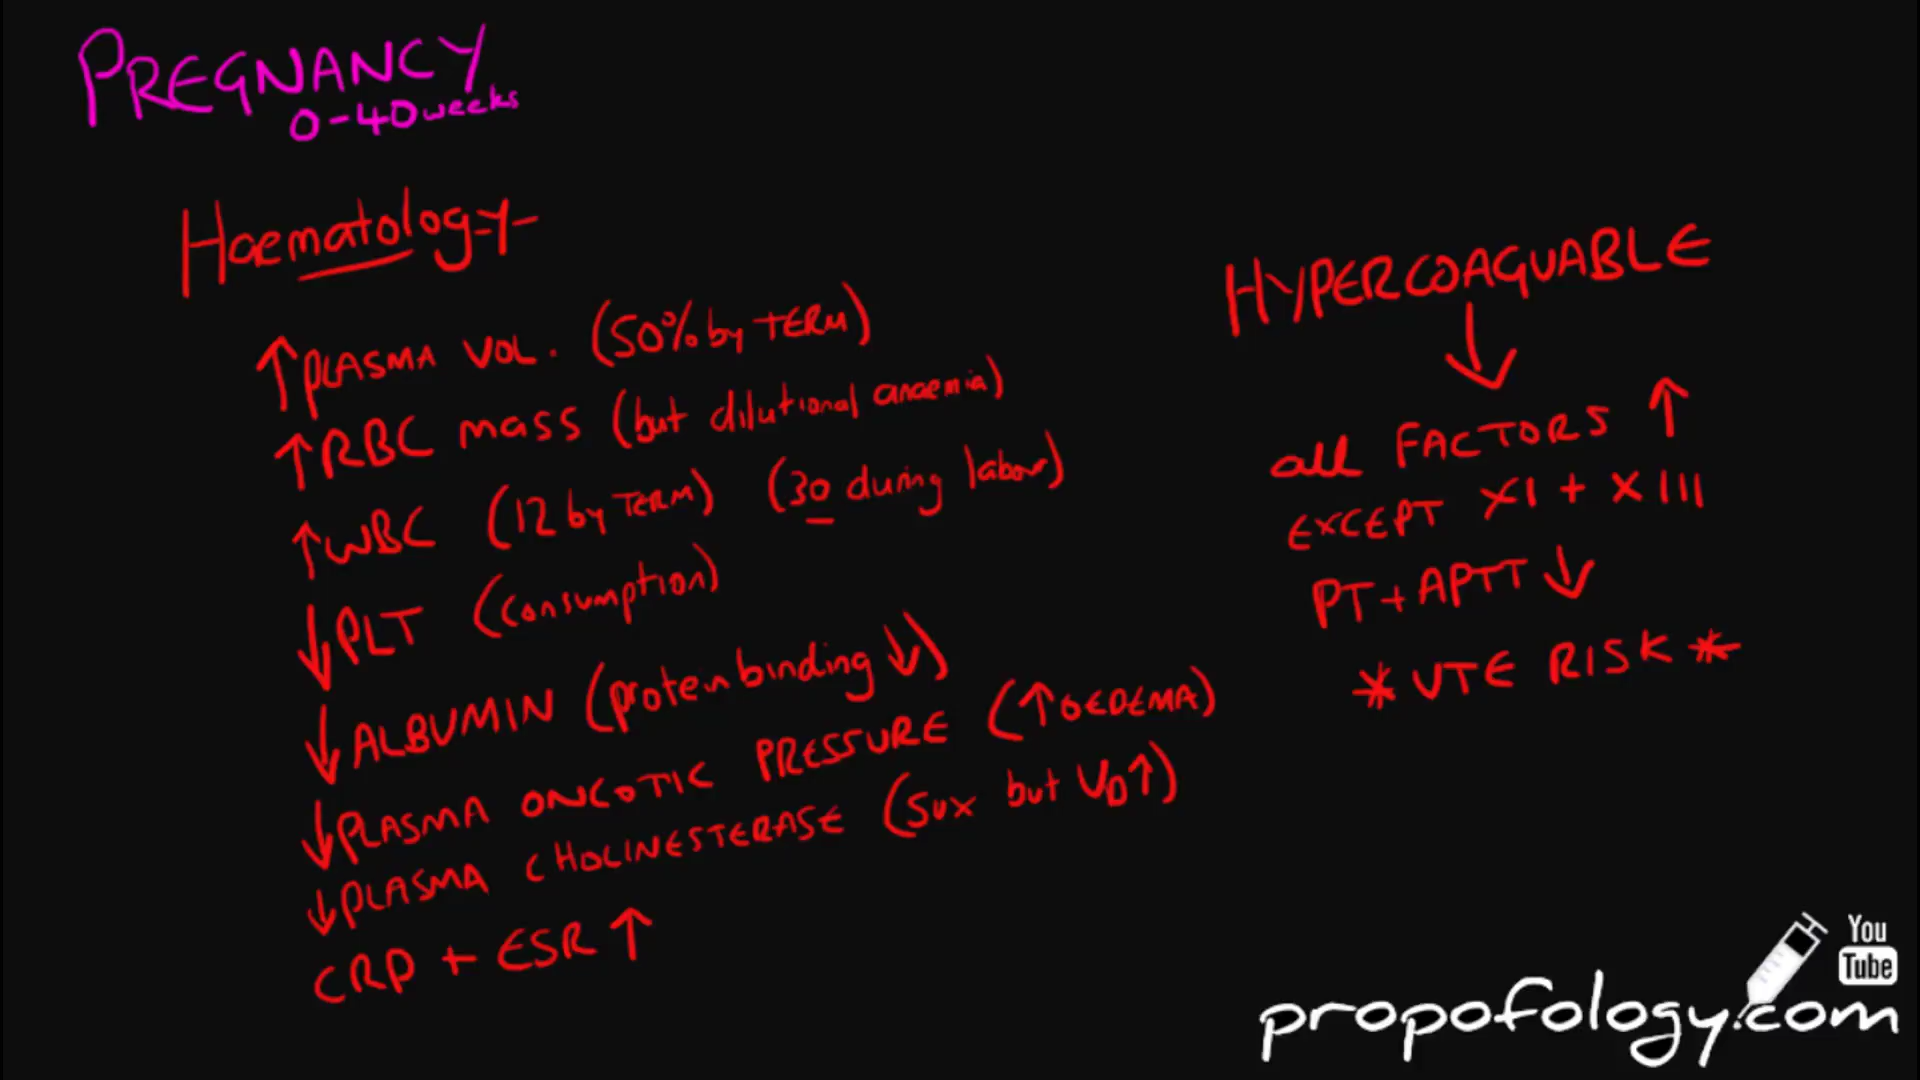 PREGNANCY
0-40weeks
Haematology
↑ PLASMA VOL. (50% by TERM)
↑ RBC mass (but dilutional anaemia)
↑ WBC (12 by TERM) (30 during labour)
↓ PLT (consumption)
↓ ALBUMIN (protein binding ↓)
↓ PLASMA ONCOTIC PRESSURE (↑ OEDEMA)
↓ PLASMA CHOLINESTERASE (SUX but VD ↑)
CRP + ESR ↑
HYPERCOAGUABLE
↓
all FACTORS ↑
EXCEPT XI + XIII
PT + APTT ↓
* VTE RISK *
You
Tube
propofology.com